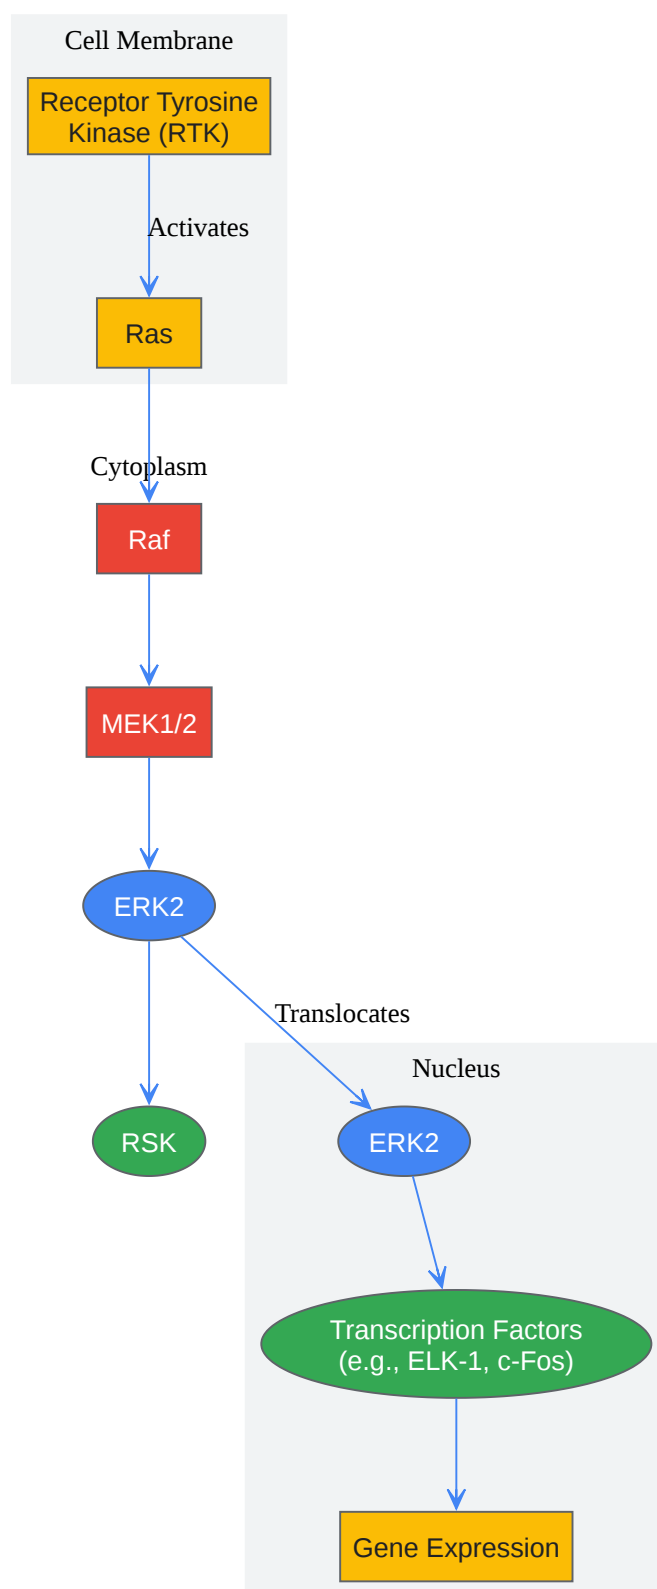 Cell Membrane
Receptor Tyrosine
Kinase (RTK)
Activates
Ras
Cytoplasm
Raf
MEK1/2
ERK2
Translocates
Nucleus
RSK
ERK2
Transcription Factors
(e.g., ELK-1, c-Fos)
Gene Expression